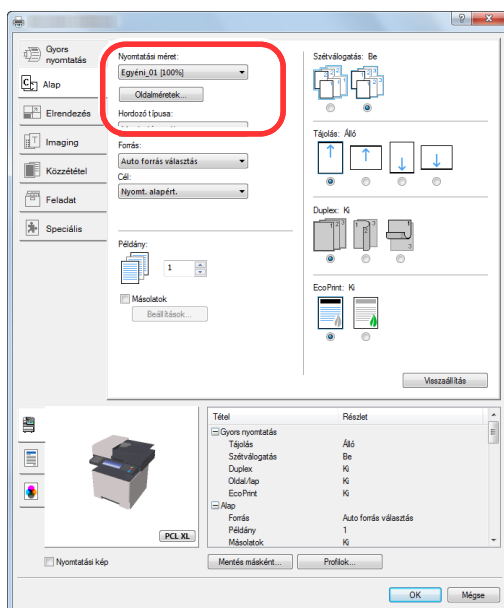 Gyors
nyomtatás
Alap
Elrendezés
Imaging
Közzététel
Feladat
Speciális
Nyomtatási méret:
Egyéni_01 [100%]
Oldalméretek...
Hordozó típusa:
Forrás:
Auto forrás választás
Cél:
Nyomt. alapért.
Példány:
1
Másolatok
Beállítások...
Szétválogatás: Be
Tájolás: Álló
Duplex: Ki
EcoPrint: Ki
Visszaállítás
PCL XL
Nyomtatási kép
Tétel Részlet
Gyors nyomtatás
Tájolás Álló
Szétválogatás Be
Duplex Ki
Oldal/lap Ki
EcoPrint Ki
Alap
Forrás Auto forrás választás
Példány 1
Másolatok Ki
Mentés másként... Profilok...
OK Mégse